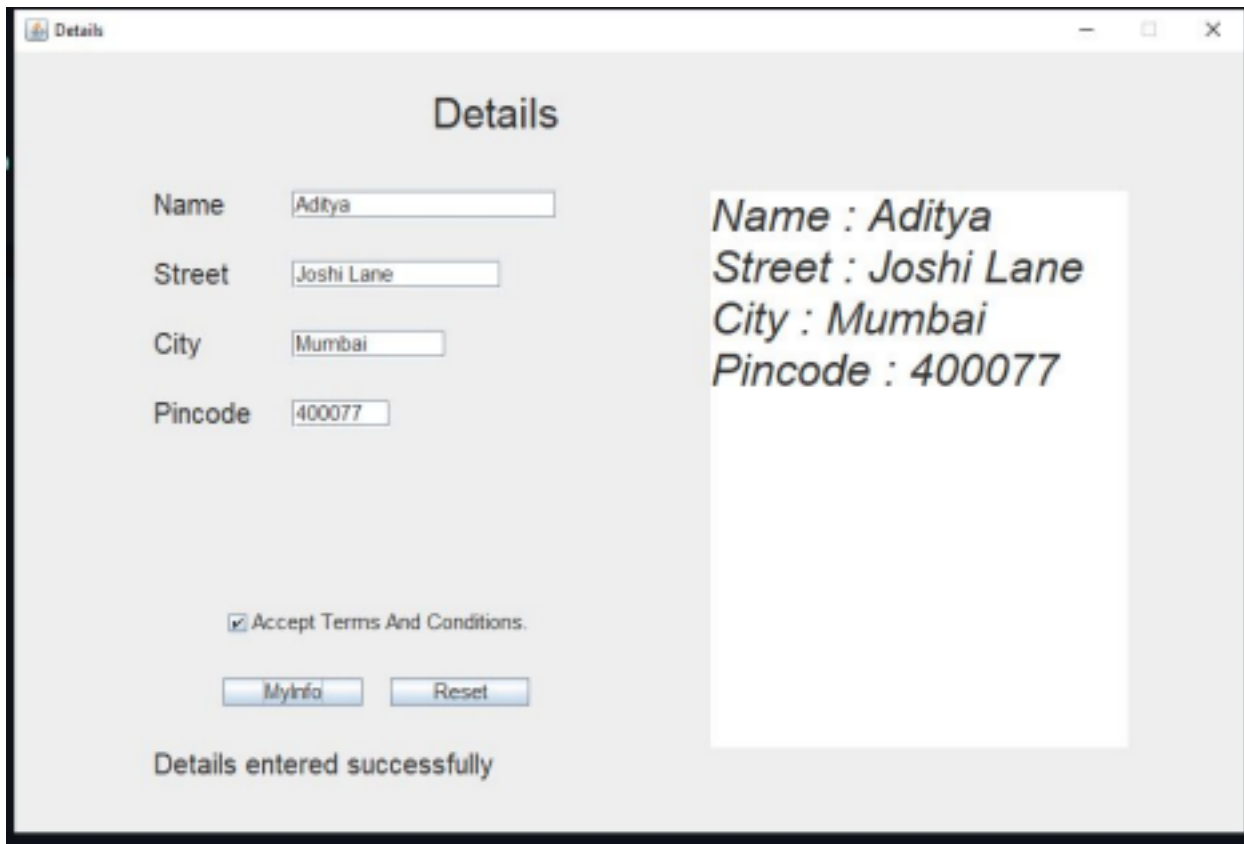 Details
Details
Name Aditya
Street Joshi Lane
City Mumbai
Pincode 400077
Accept Terms And Conditions.
MyInfo Reset
Details entered successfully
Name : Aditya
Street : Joshi Lane
City : Mumbai
Pincode : 400077